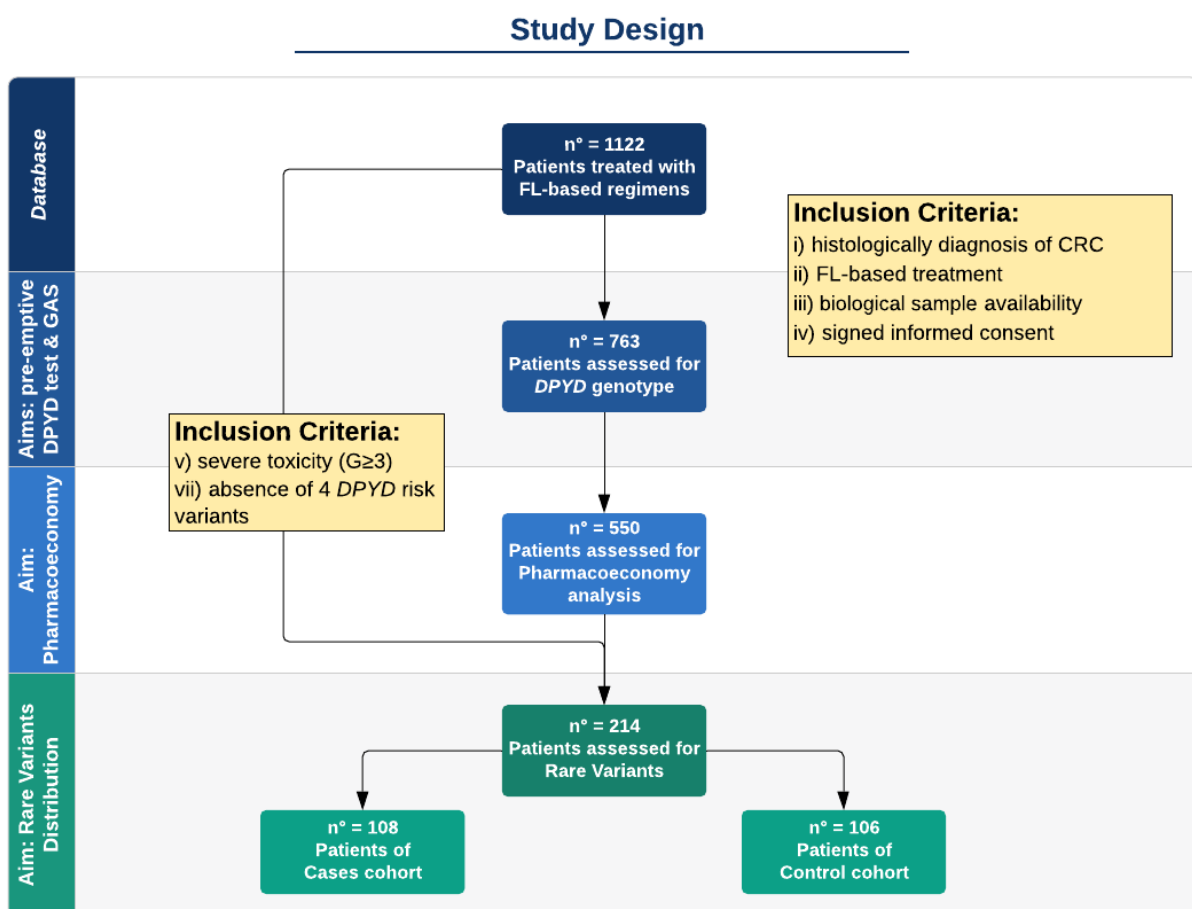 Study Design
Database
n° = 1122
Patients treated with
FL-based regimens
Inclusion Criteria:
i) histologically diagnosis of CRC
ii) FL-based treatment
iii) biological sample availability
iv) signed informed consent
Aims: pre-emptive
DPYD test & GAS
n° = 763
Patients assessed for
DPYD genotype
Inclusion Criteria:
v) severe toxicity (G≥3)
vii) absence of 4 DPYD risk
variants
Aim:
Pharmacoeconomy
n° = 550
Patients assessed for
Pharmacoeconomy
analysis
Aim: Rare Variants
Distribution
n° = 214
Patients assessed for
Rare Variants
n° = 108
Patients of
Cases cohort
n° = 106
Patients of
Control cohort